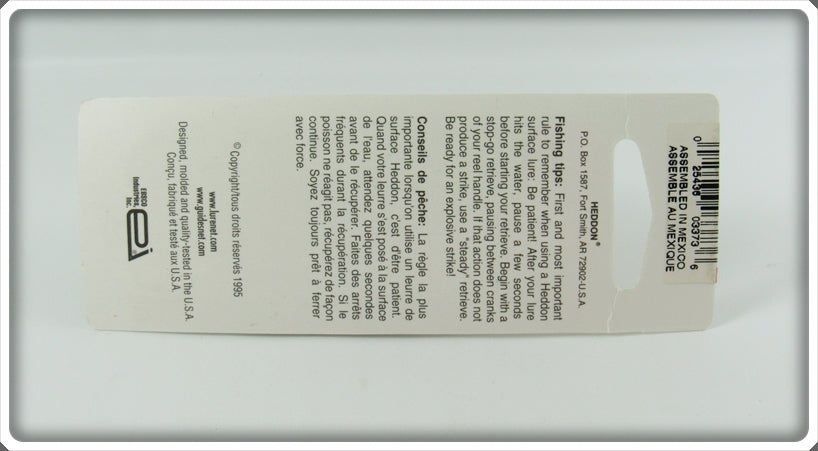 0 25436 03373 6
ASSEMBLED IN MEXICO
ASSEMBLE AU MEXIQUE
HEDDON®
P.O. Box 1587, Fort Smith, AR 72902-U.S.A.
Fishing tips: First and most important
rule to remember when using a Heddon
surface lure: Be patient! After your lure
hits the water, pause a few seconds
before starting your retrieve. Begin with a
stop-go retrieve, pausing between cranks
of your reel handle. If that action does not
produce a strike, use a "steady" retrieve.
Be ready for an explosive strike!
Conseils de pêche: La règle la plus
importante lorsqu'on utilise un leurre de
surface Heddon, c'est d'être patient.
Quand votre leurre s'est posé à la surface
de l'eau, attendez quelques secondes
avant de le récupérer. Faites des arrêts
fréquents durant la récupération. Si le
poisson ne réagit pas, récupérez de façon
continue. Soyez toujours prêt à ferrer
avec force.
© Copyright/tous droits réservés 1995
www.lurenet.com
www.guidesnet.com
Designed, molded and quality-tested in the U.S.A.
Conçu, fabriqué et testé aux U.S.A.
ei
EBSCO
Industries,
Inc.